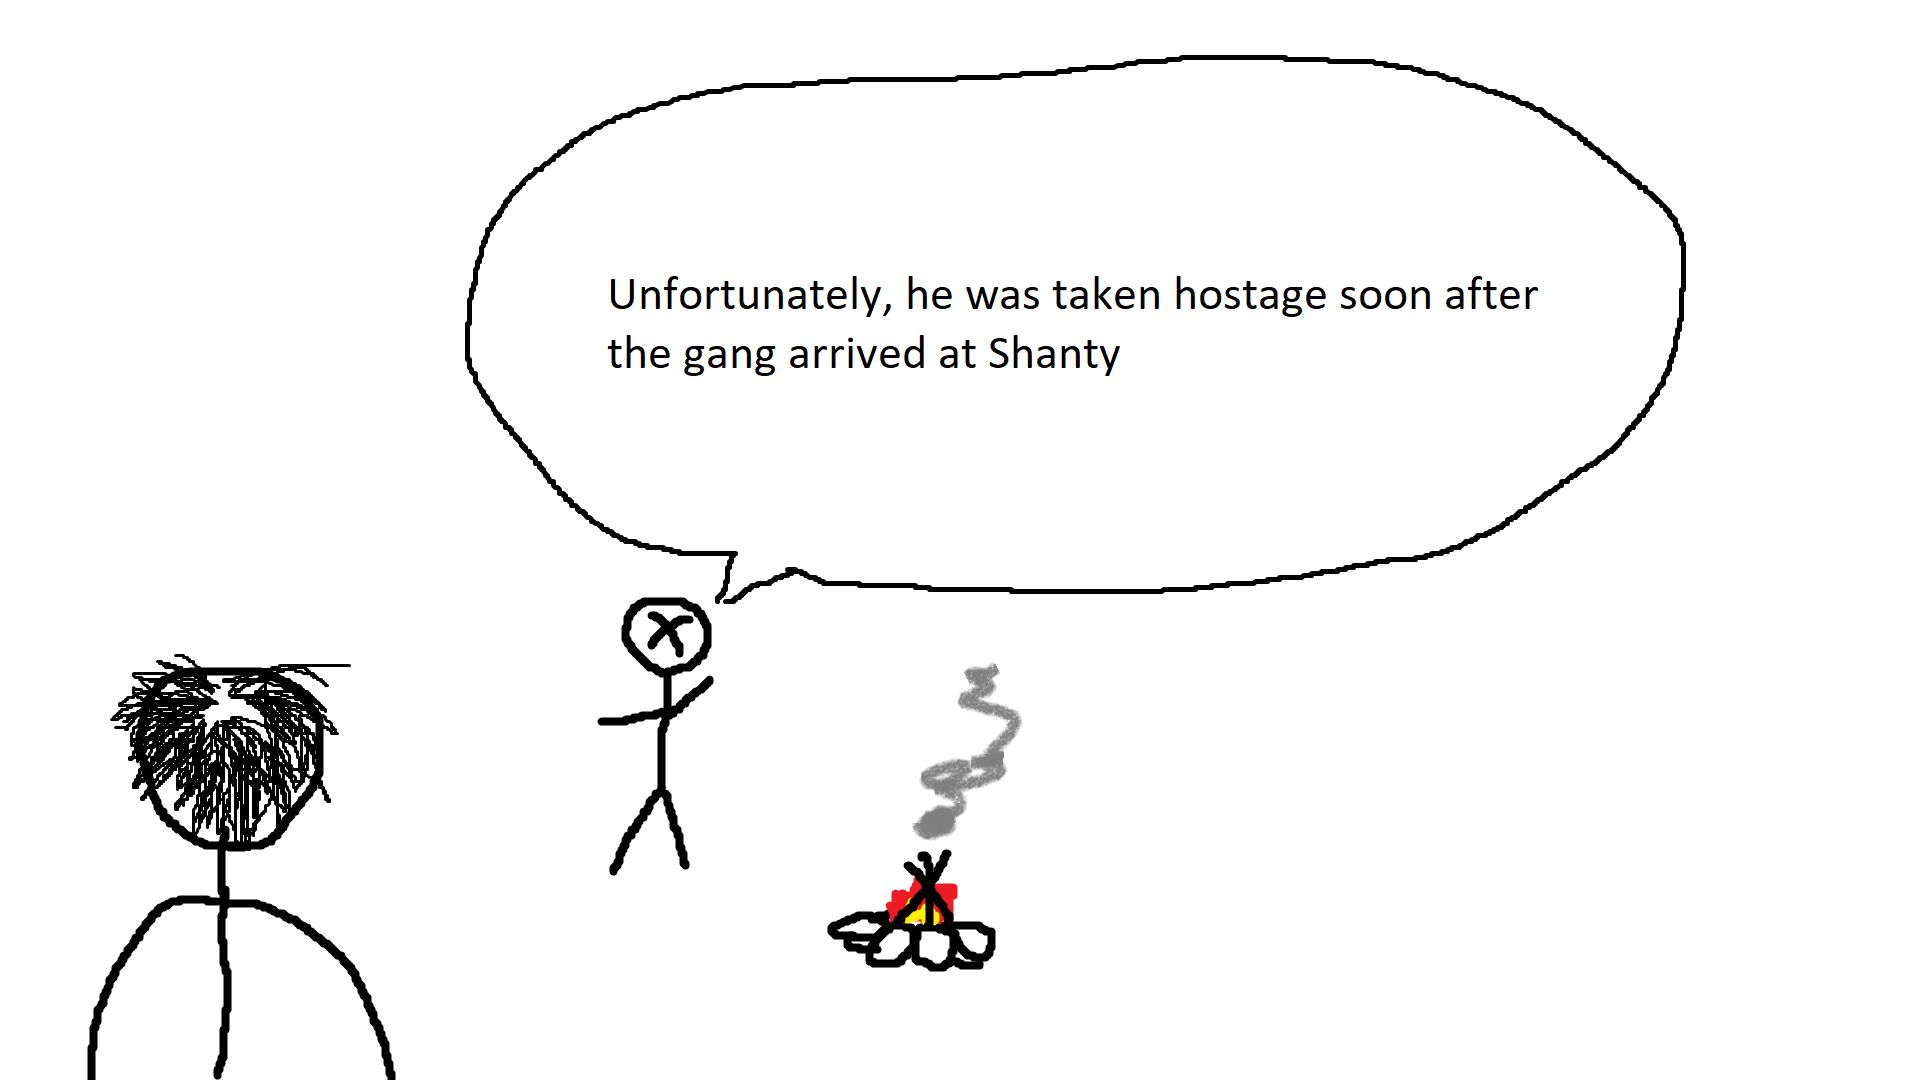 Unfortunately, he was taken hostage soon after
the gang arrived at Shanty